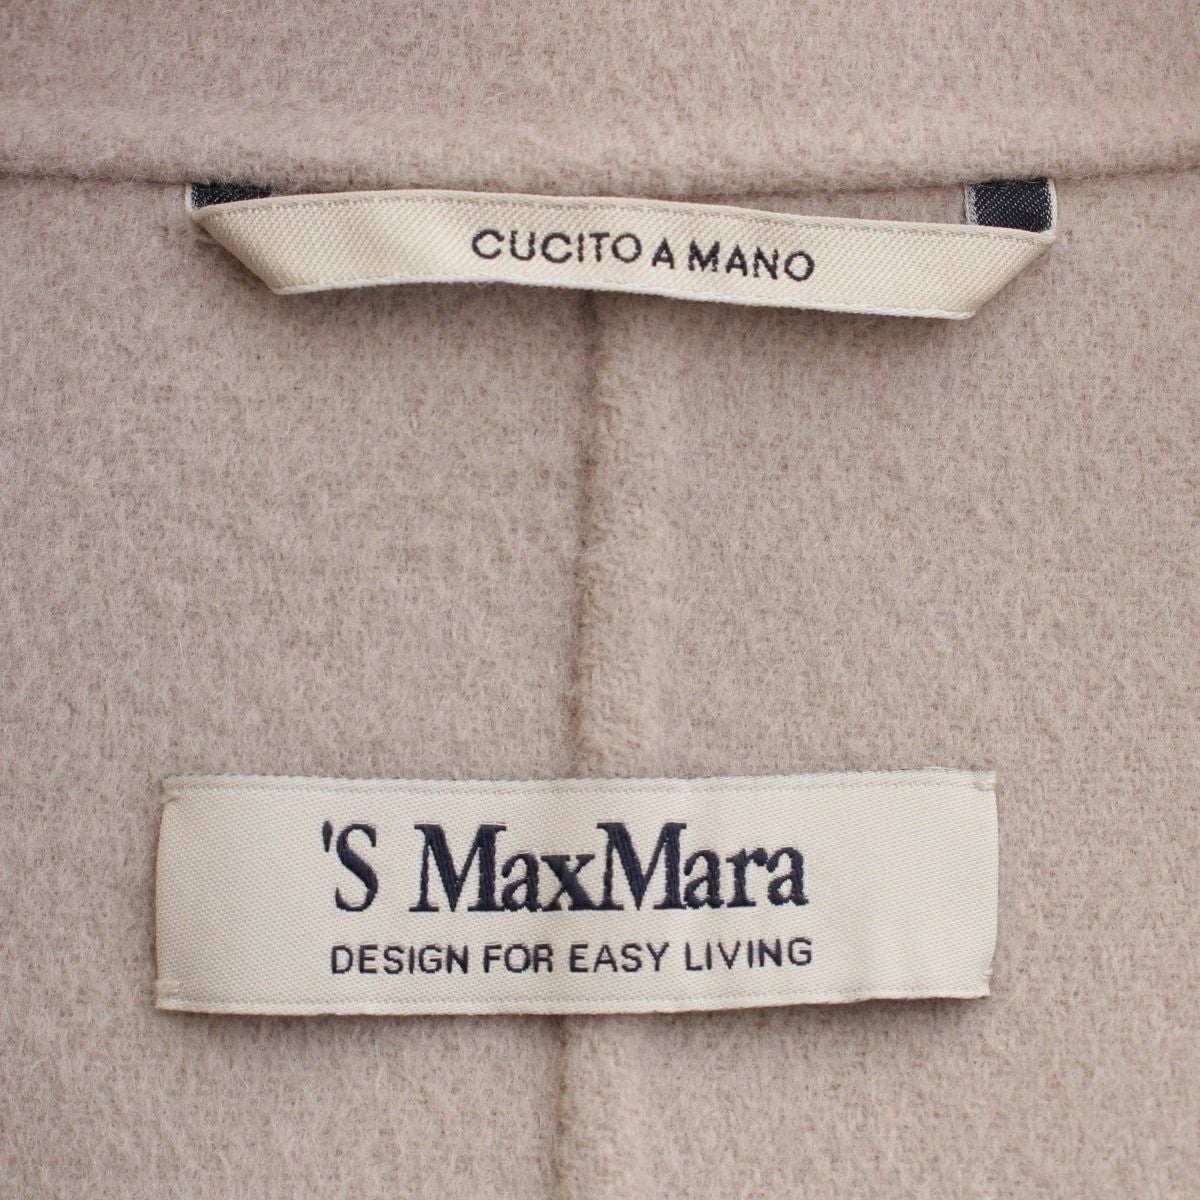 CUCITO A MANO
'S MaxMara
DESIGN FOR EASY LIVING